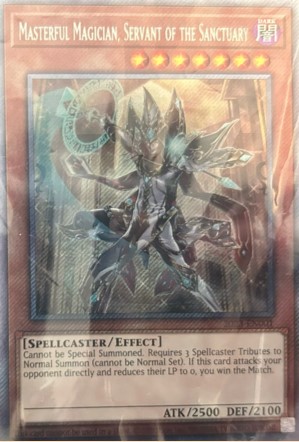 MASTERFUL MAGICIAN, SERVANT OF THE SANCTUARY
DARK
闇
[SPELLCASTER/EFFECT]
Cannot be Special Summoned. Requires 3 Spellcaster Tributes to
Normal Summon (cannot be Normal Set). If this card attacks your
opponent directly and reduces their LP to 0, you win the Match.
ATK/2500 DEF/2100